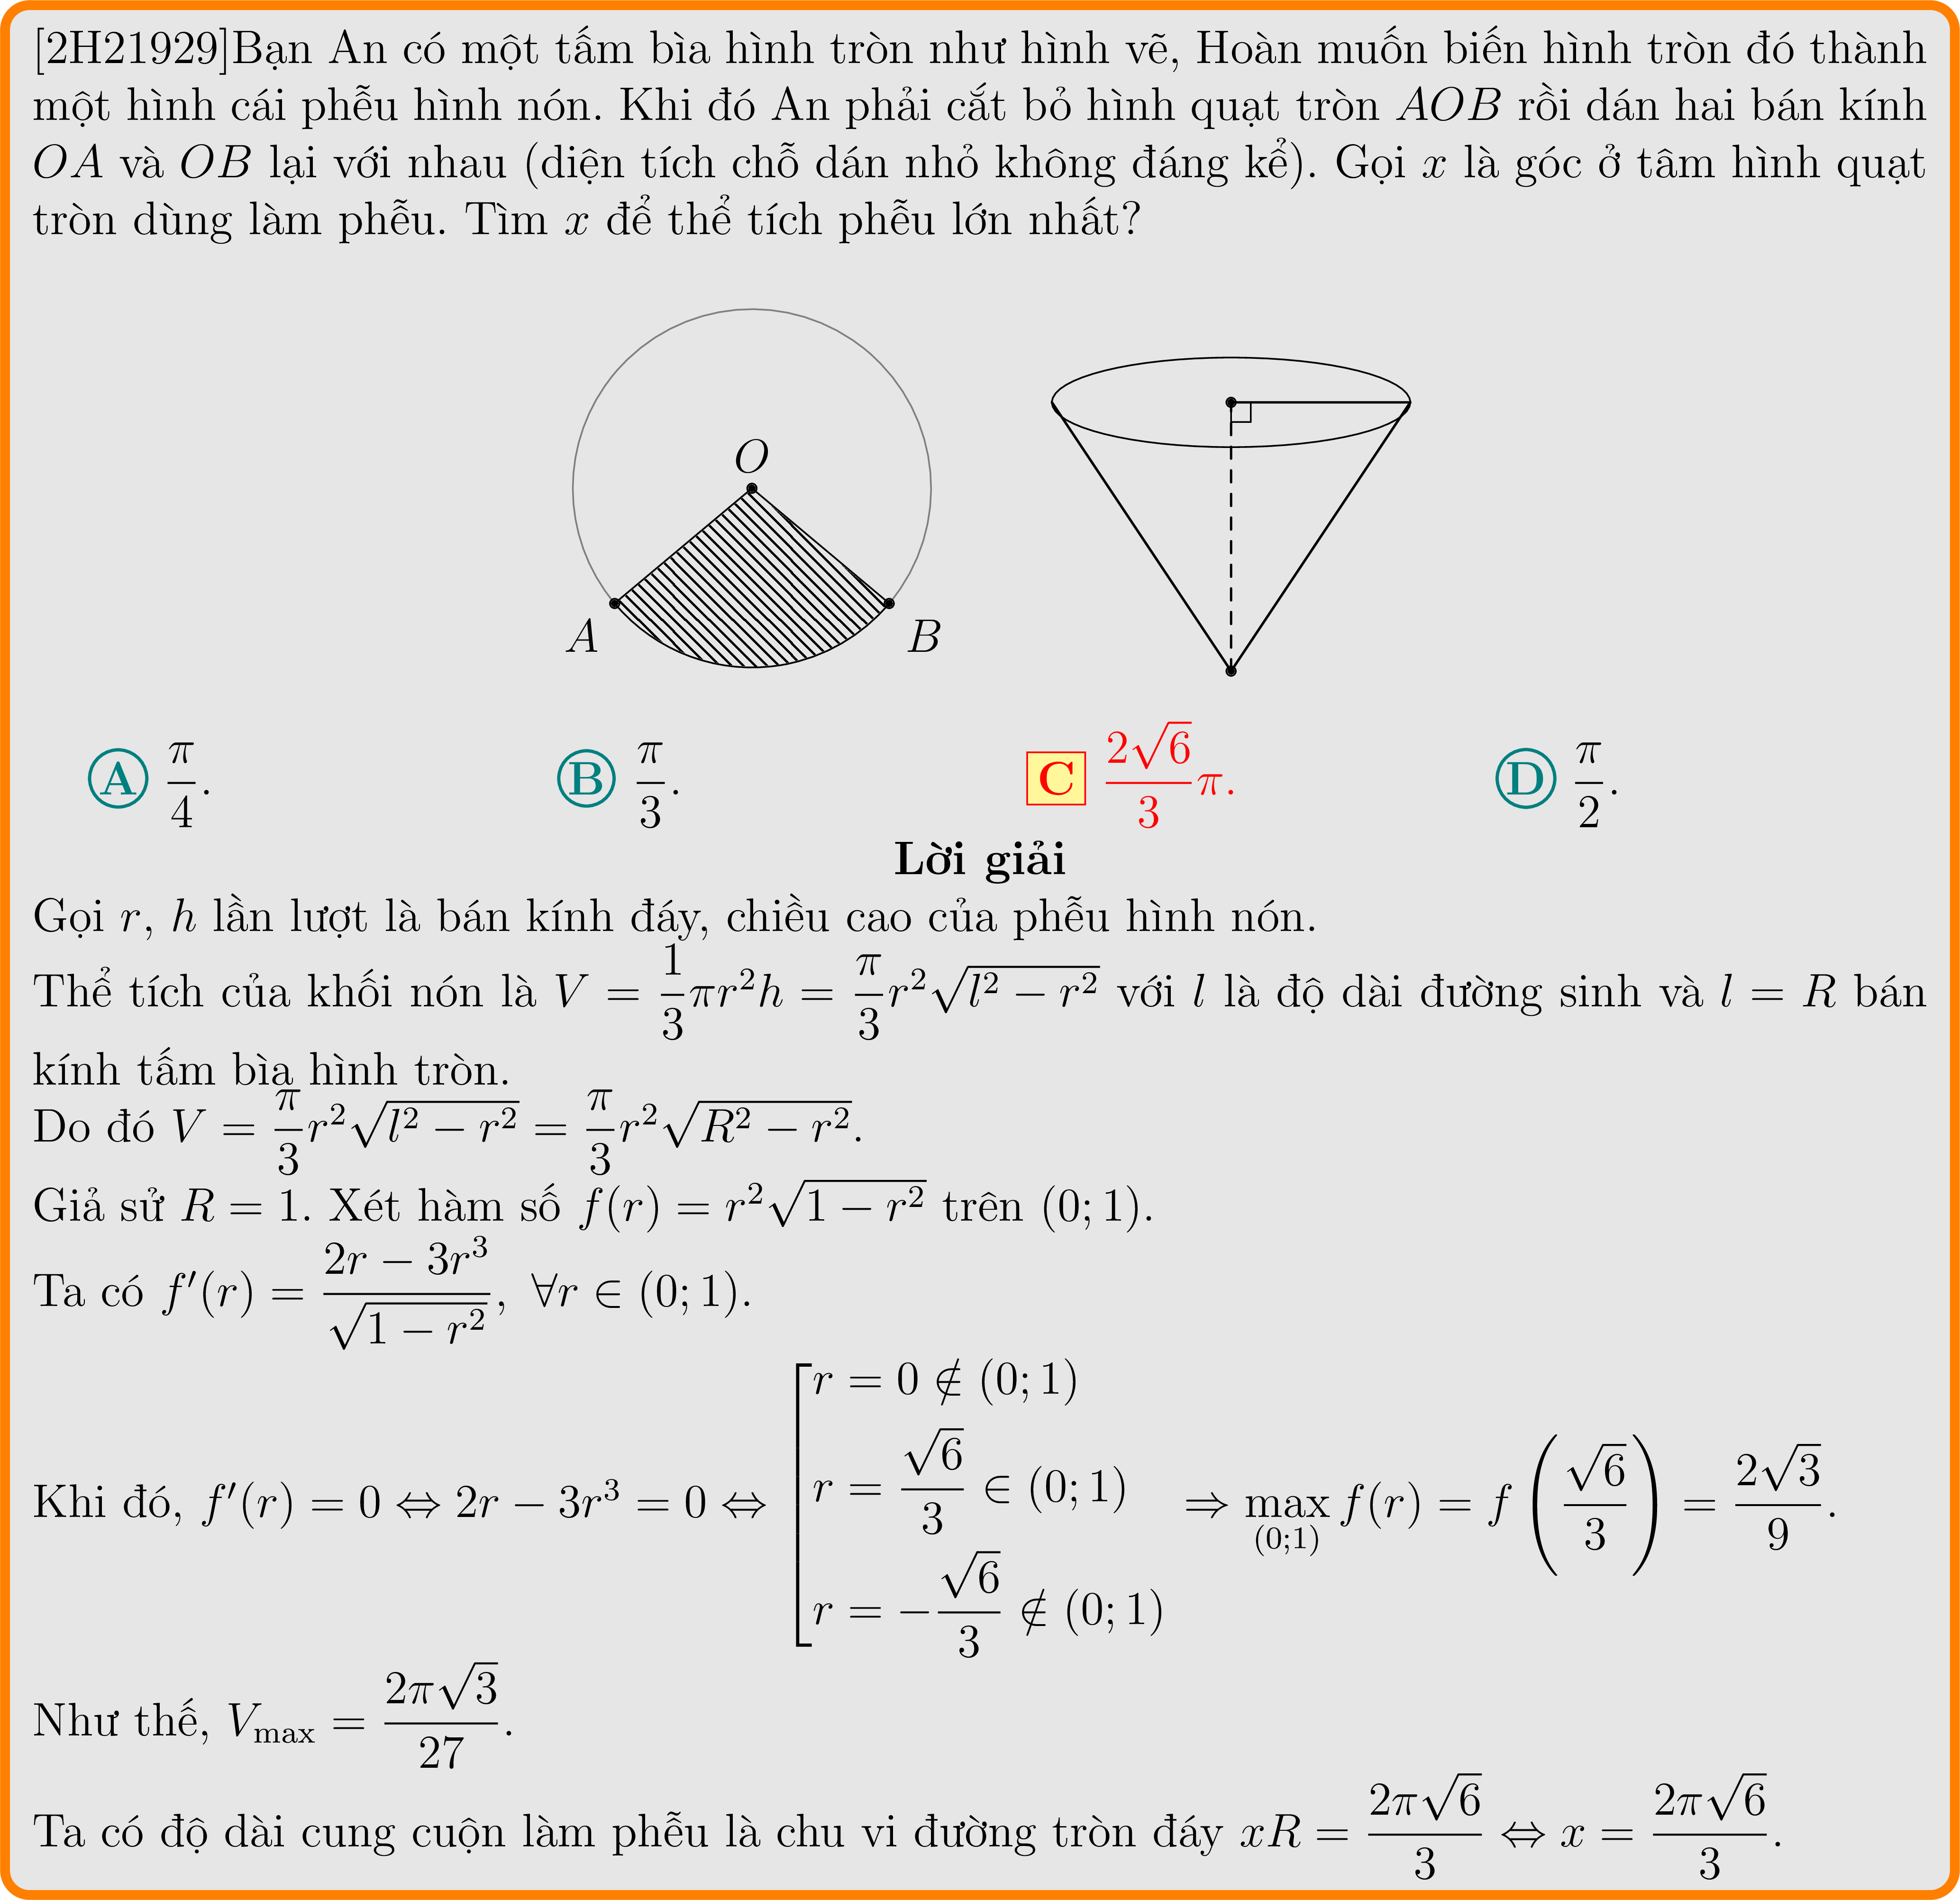 [2H21929]Bạn An có một tấm bìa hình tròn như hình vẽ, Hoàn muốn biến hình tròn đó thành
một hình cái phễu hình nón. Khi đó An phải cắt bỏ hình quạt tròn AOB rồi dán hai bán kính
OA và OB lại với nhau (diện tích chỗ dán nhỏ không đáng kể). Gọi x là góc ở tâm hình quạt
tròn dùng làm phễu. Tìm x để thể tích phễu lớn nhất?
O
A B
A $\frac{\pi}{4}$. B $\frac{\pi}{3}$. C $\frac{2\sqrt{6}}{3}\pi$. D $\frac{\pi}{2}$.
Lời giải
Gọi r, h lần lượt là bán kính đáy, chiều cao của phễu hình nón.
Thể tích của khối nón là $V = \frac{1}{3}\pi r^2 h = \frac{\pi}{3} r^2 \sqrt{l^2 - r^2}$ với l là độ dài đường sinh và l = R bán
kính tấm bìa hình tròn.
Do đó $V = \frac{\pi}{3} r^2 \sqrt{l^2 - r^2} = \frac{\pi}{3} r^2 \sqrt{R^2 - r^2}$.
Giả sử R = 1. Xét hàm số $f(r) = r^2 \sqrt{1 - r^2}$ trên (0; 1).
Ta có $f'(r) = \frac{2r - 3r^3}{\sqrt{1 - r^2}}, \ \forall r \in (0; 1)$.
Khi đó, $f'(r) = 0 \Leftrightarrow 2r - 3r^3 = 0 \Leftrightarrow \left[\begin{array}{l} r = 0 \notin (0; 1) \\ r = \frac{\sqrt{6}}{3} \in (0; 1) \\ r = -\frac{\sqrt{6}}{3} \notin (0; 1) \end{array}\right. \Rightarrow \max_{(0;1)} f(r) = f\left(\frac{\sqrt{6}}{3}\right) = \frac{2\sqrt{3}}{9}$.
Như thế, $V_{\max} = \frac{2\pi\sqrt{3}}{27}$.
Ta có độ dài cung cuộn làm phễu là chu vi đường tròn đáy $xR = \frac{2\pi\sqrt{6}}{3} \Leftrightarrow x = \frac{2\pi\sqrt{6}}{3}$.